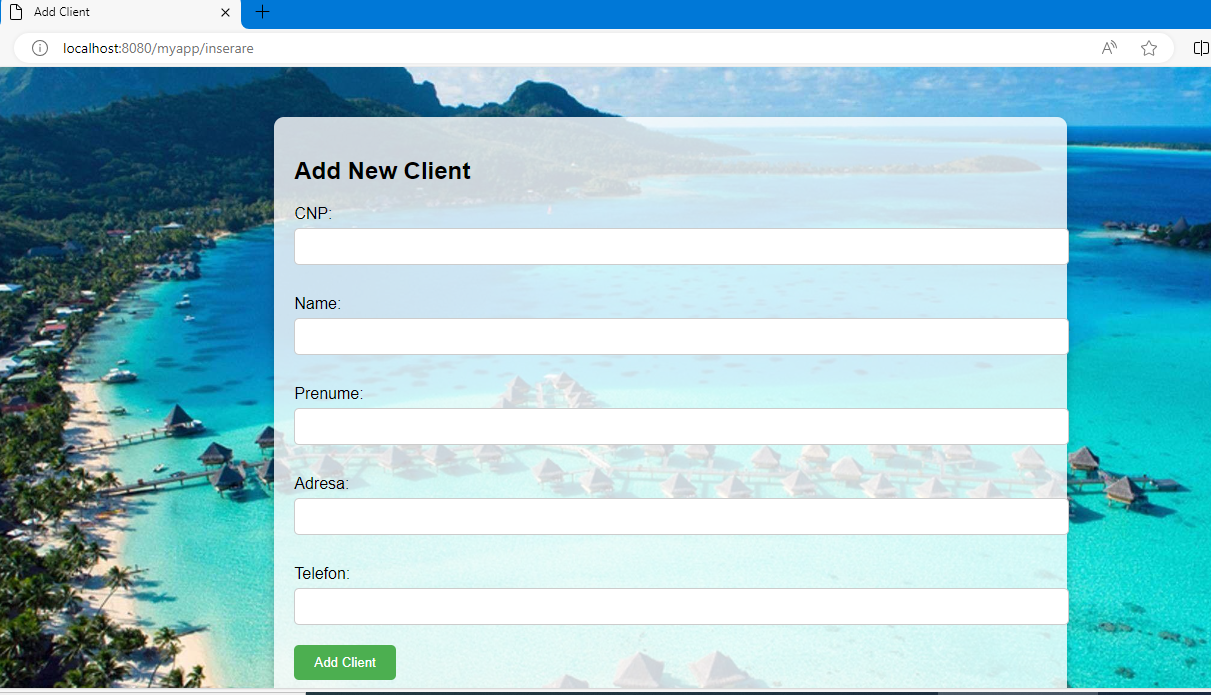 Add Client
localhost:8080/myapp/inserare
Add New Client
CNP:
Name:
Prenume:
Adresa:
Telefon:
Add Client